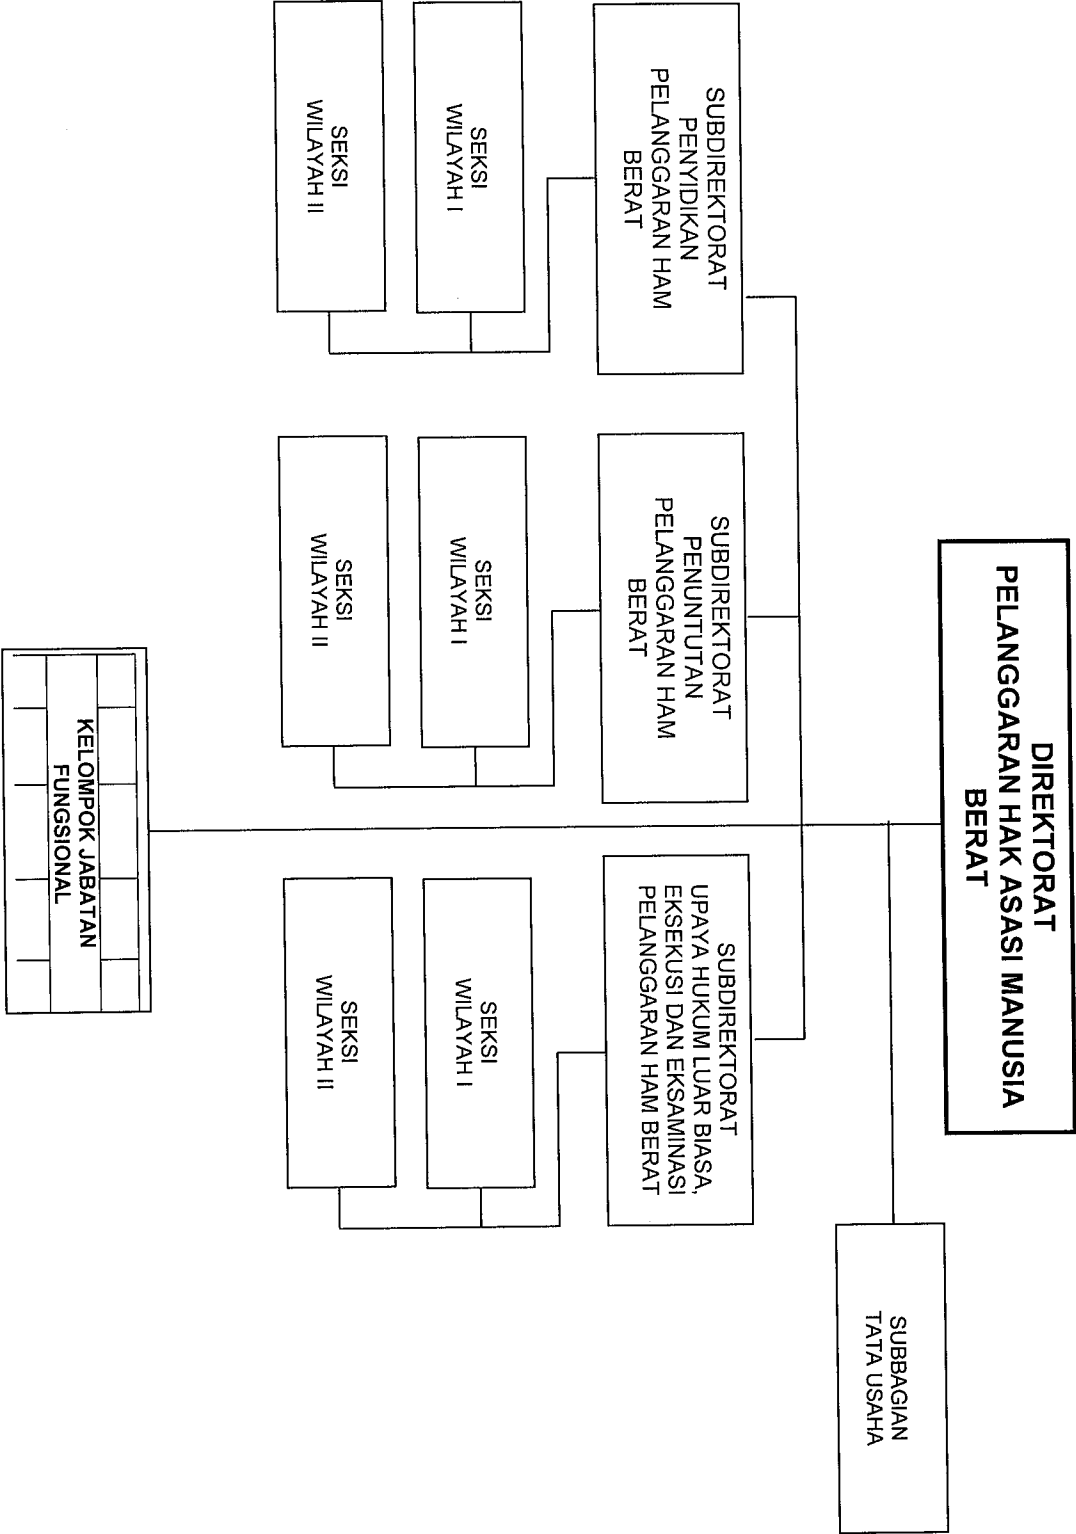 DIREKTORAT
PELANGGARAN HAK ASASI MANUSIA
BERAT
SUBBAGIAN
TATA USAHA
SUBDIREKTORAT
PENYIDIKAN
PELANGGARAN HAM
BERAT
SUBDIREKTORAT
PENUNTUTAN
PELANGGARAN HAM
BERAT
SUBDIREKTORAT
UPAYA HUKUM LUAR BIASA,
EKSEKUSI DAN EKSAMINASI
PELANGGARAN HAM BERAT
SEKSI
WILAYAH I
SEKSI
WILAYAH I
SEKSI
WILAYAH I
SEKSI
WILAYAH II
SEKSI
WILAYAH II
SEKSI
WILAYAH II
KELOMPOK JABATAN
FUNGSIONAL